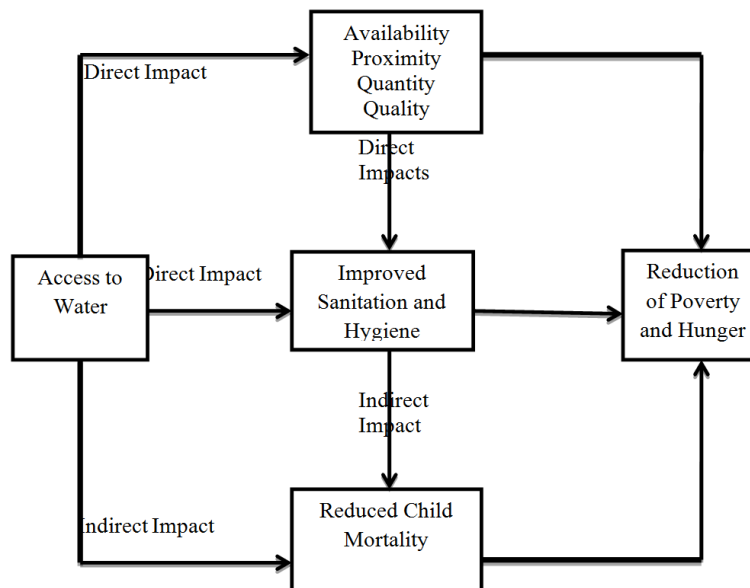 Availability
Proximity
Quantity
Quality
Direct Impact
Direct
Impacts
Access to
Water
Direct Impact
Improved
Sanitation and
Hygiene
Reduction
of Poverty
and Hunger
Indirect
Impact
Indirect Impact
Reduced Child
Mortality